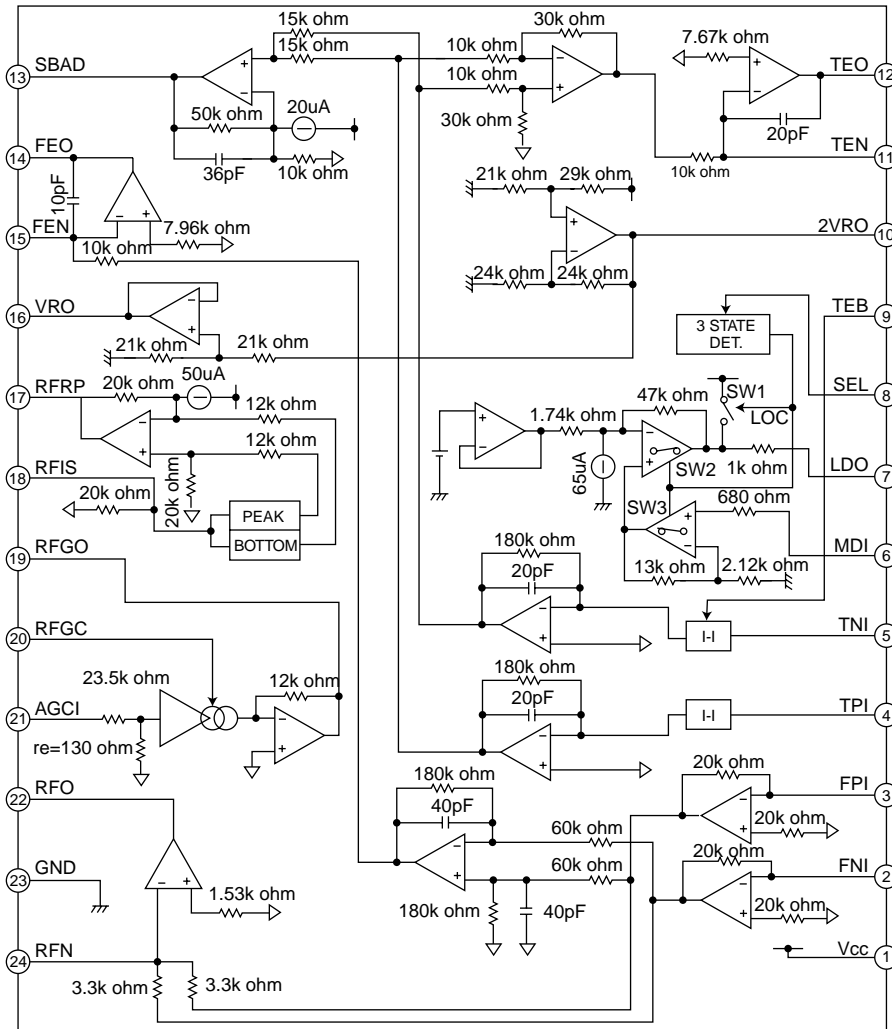 15k ohm
15k ohm
13 SBAD
50k ohm
20uA
36pF
10k ohm
14 FEO
10pF
15 FEN
7.96k ohm
10k ohm
16 VRO
21k ohm
21k ohm
17 RFRP
20k ohm
50uA
12k ohm
12k ohm
18 RFIS
20k ohm
20k ohm
PEAK
BOTTOM
19 RFGO
20 RFGC
23.5k ohm
12k ohm
21 AGCI
re=130 ohm
22 RFO
23 GND
1.53k ohm
24 RFN
3.3k ohm
3.3k ohm
30k ohm
10k ohm
10k ohm
30k ohm
7.67k ohm
TEO 12
20pF
TEN 11
10k ohm
21k ohm
29k ohm
2VRO 10
24k ohm
24k ohm
TEB 9
3 STATE
DET.
SEL 8
47k ohm
SW1
LOC
1.74k ohm
65uA
SW2
1k ohm
LDO 7
680 ohm
SW3
MDI 6
13k ohm
2.12k ohm
180k ohm
20pF
I-I
TNI 5
180k ohm
20pF
I-I
TPI 4
180k ohm
40pF
60k ohm
60k ohm
180k ohm
40pF
20k ohm
FPI 3
20k ohm
20k ohm
FNI 2
20k ohm
Vcc 1